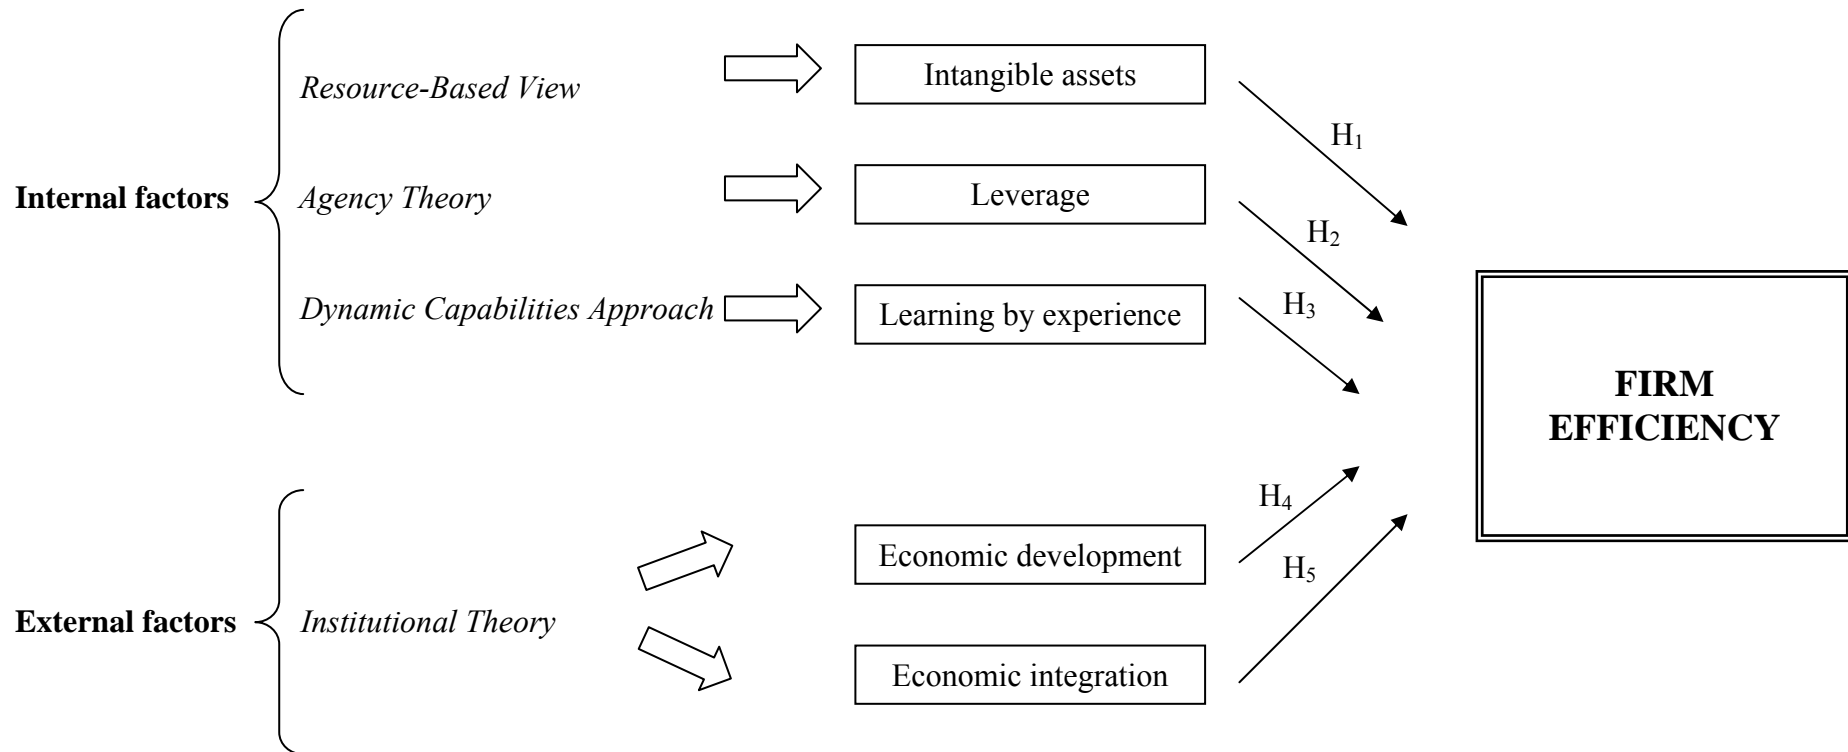 Internal factors
Resource-Based View
Intangible assets
H₁
Agency Theory
Leverage
H₂
Dynamic Capabilities Approach
Learning by experience
H₃
FIRM
EFFICIENCY
External factors
Institutional Theory
Economic development
H₄
Economic integration
H₅